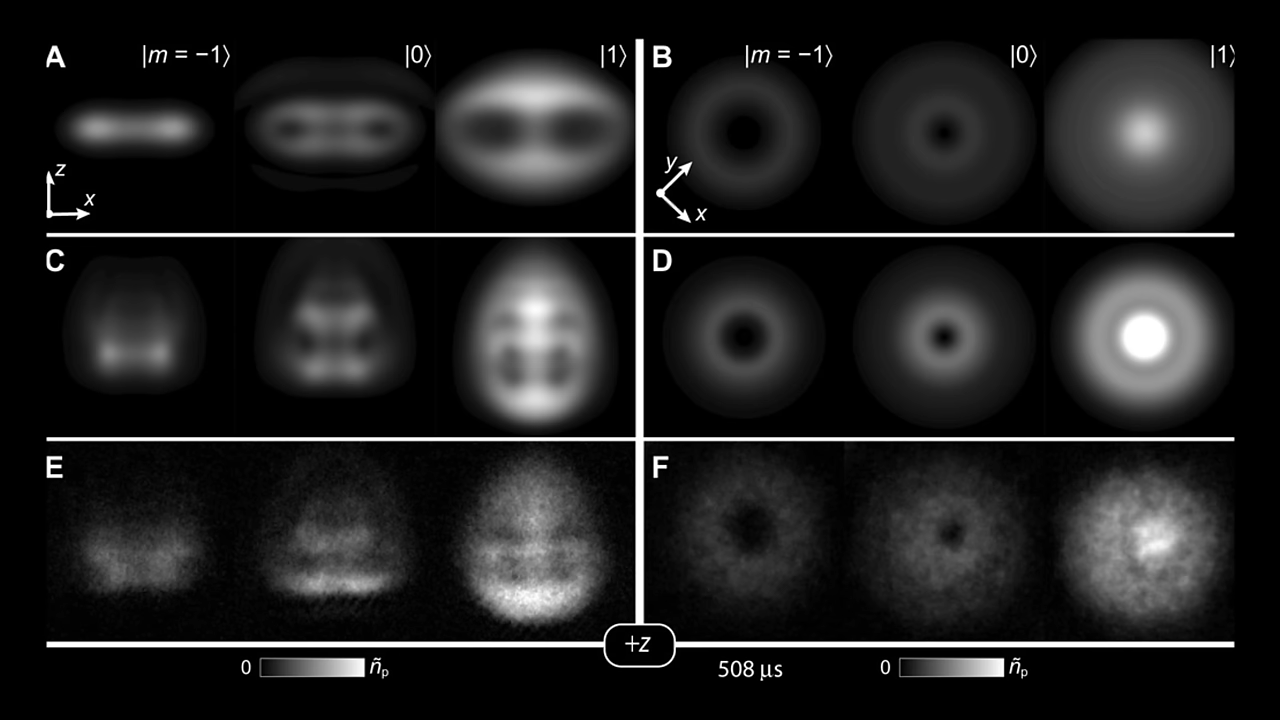 A |m = −1⟩ |0⟩ |1⟩ B |m = −1⟩ |0⟩ |1⟩
z
x
y
x
C D
E F
+z
0 ñp 508 μs 0 ñp